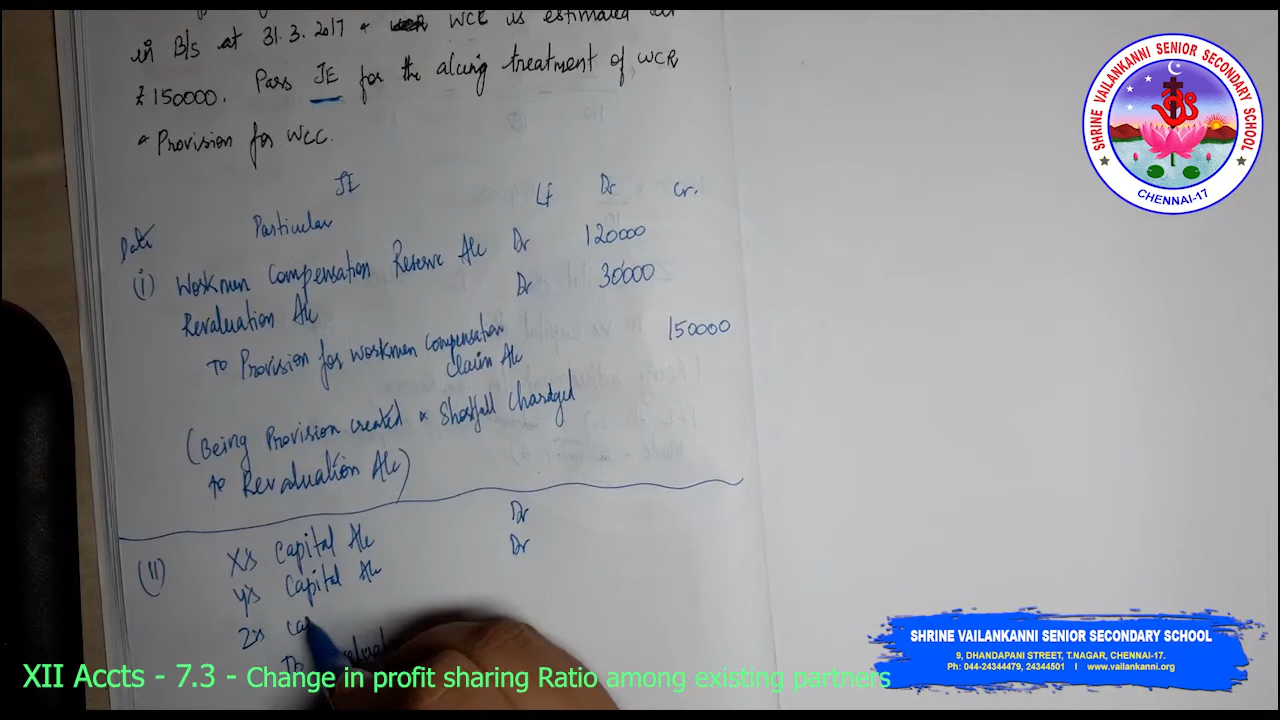 in B/S at 31.3.2017 & WCC is estimated at
₹150000. Pass JE for the acung treatment of WCR
& Provision for WCC.
JE
Date Particular LF Dr Cr.
(i) Workmen Compensation Reserve A/c Dr 120000
Revaluation A/c Dr 30000
To Provision for workmen compensation
claim A/c 150000
(Being Provision created & Shortfall Chardged
to Revaluation A/c)
(II) X's Capital A/c Dr
Y's Capital A/c Dr
Z's Ca
To
SHRINE VAILANKANNI SENIOR SECONDARY SCHOOL
CHENNAI-17
SHRINE VAILANKANNI SENIOR SECONDARY SCHOOL
9, DHANDAPANI STREET, T.NAGAR, CHENNAI-17.
Ph: 044-24344479, 24344501 I www.vailankanni.org
XII Accts - 7.3 - Change in profit sharing Ratio among existing partners